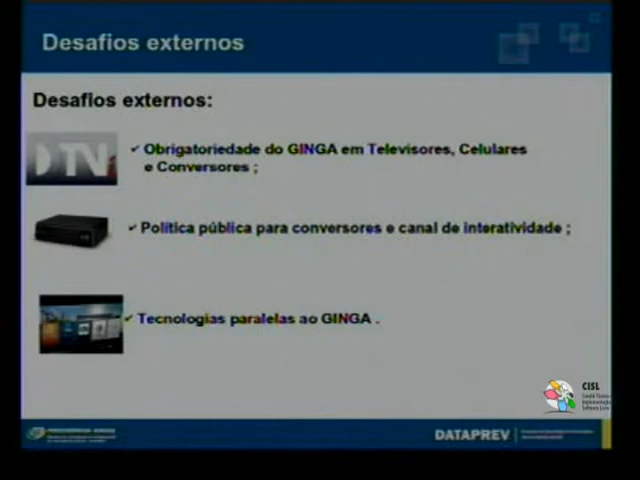 Desafios externos
Desafios externos:
DTVi
✓ Obrigatoriedade do GINGA em Televisores, Celulares
e Conversores ;
✓ Política pública para conversores e canal de interatividade ;
✓ Tecnologias paralelas ao GINGA .
CISL
DATAPREV